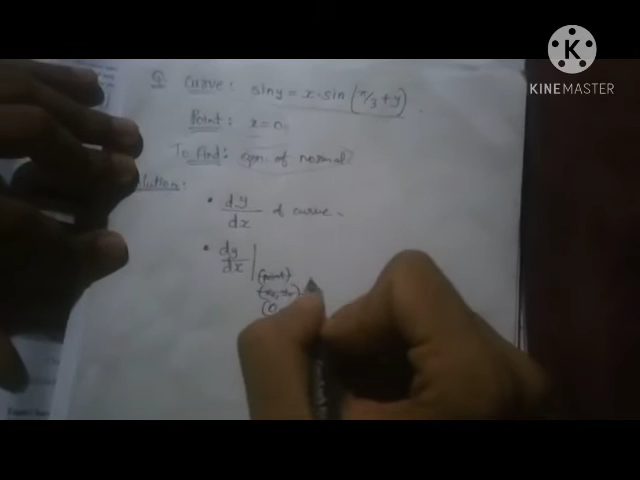 KINEMASTER
Q Curve: sin y = x·sin (π/3 + y)
Point: x = 0.
To Find: eqn. of normal?
Solution:
• dy/dx of curve.
• dy/dx | (point)
(0,